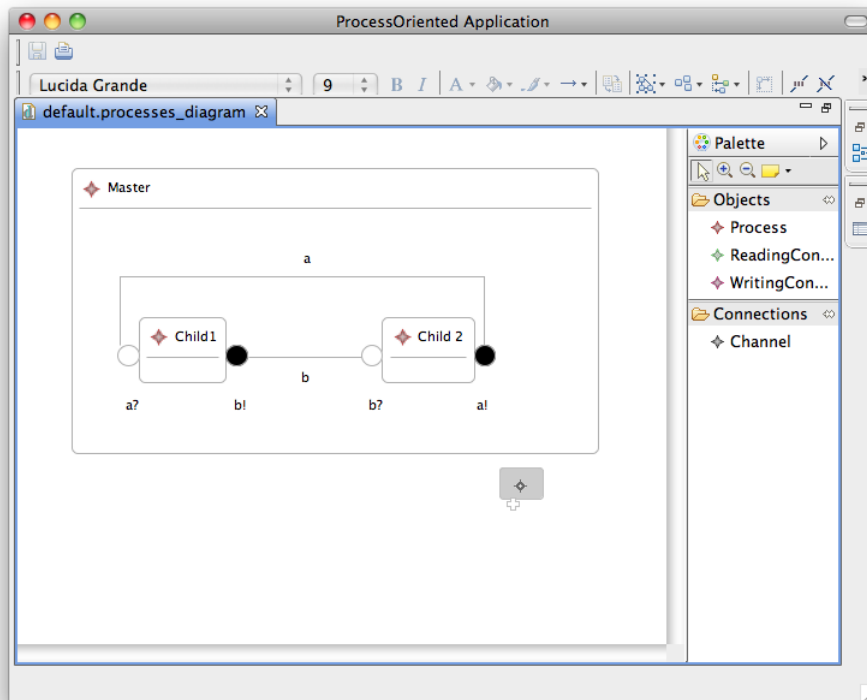 ProcessOriented Application
Lucida Grande 9 B I A
default.processes_diagram
Palette
Master
Objects
Process
a
ReadingCon...
WritingCon...
Connections
Child1
Child 2
Channel
b
a?
b!
b?
a!